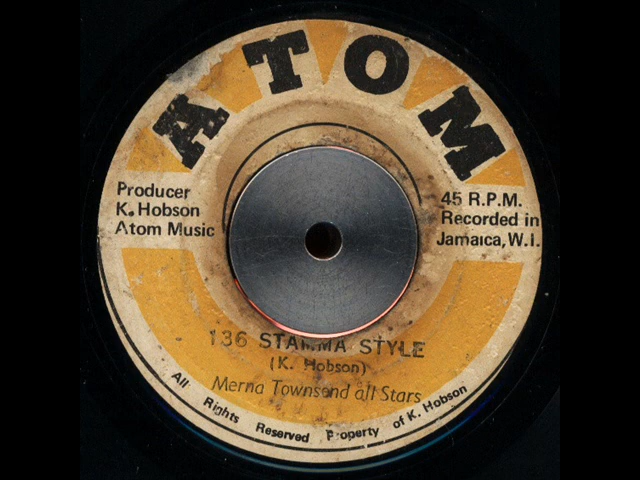 ATOM
Producer
K. Hobson
Atom Music
45 R.P.M.
Recorded in
Jamaica, W.I.
136 STAMMA STYLE
(K. Hobson)
Merna Townsend all Stars
All Rights Reserved Property of K. Hobson